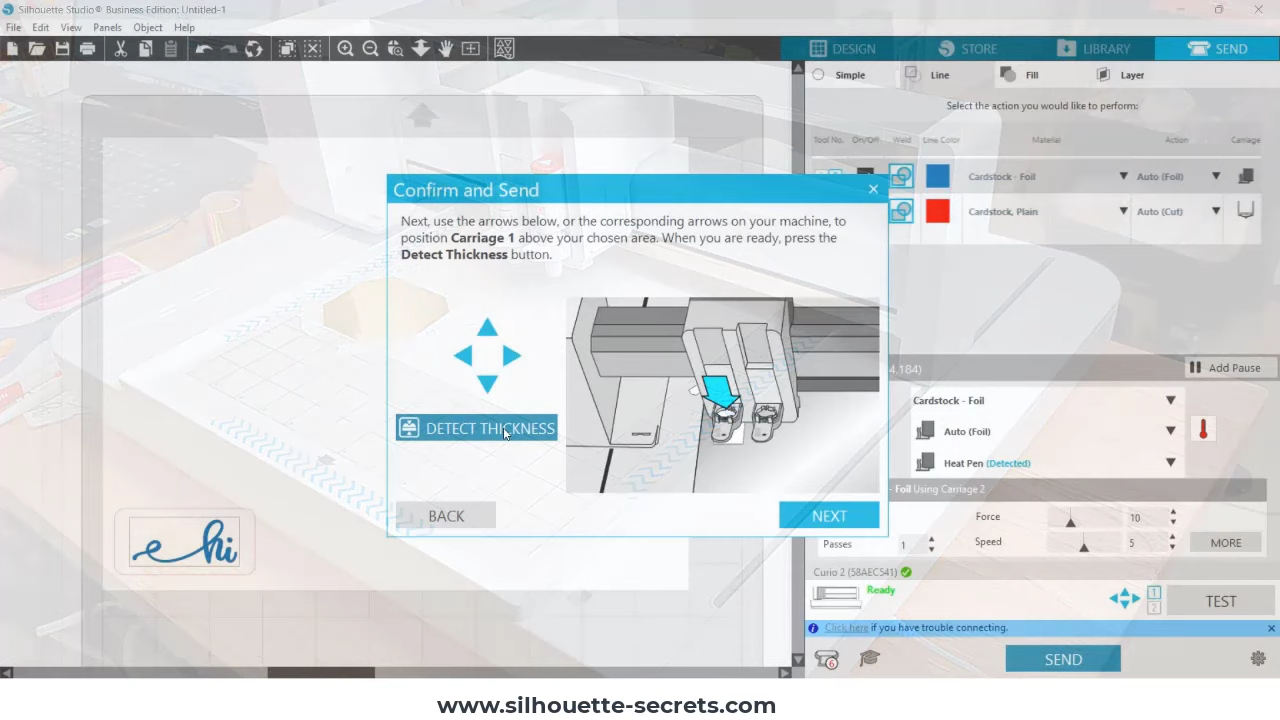 Silhouette Studio® Business Edition: Untitled-1
File Edit View Panels Object Help
DESIGN STORE LIBRARY SEND
Simple Line Fill Layer
Select the action you would like to perform:
Tool No. On/Off Weld Line Color Material Action Carriage
Cardstock - Foil Auto (Foil)
Cardstock, Plain Auto (Cut)
Confirm and Send
Next, use the arrows below, or the corresponding arrows on your machine, to
position Carriage 1 above your chosen area. When you are ready, press the
Detect Thickness button.
DETECT THICKNESS
BACK NEXT
4.184)
Add Pause
Cardstock - Foil
Auto (Foil)
Heat Pen (Detected)
- Foil Using Carriage 2
Force 10
Speed 5
Passes 1
MORE
Curio 2 (58AEC541)
Ready
1
2
TEST
Click here if you have trouble connecting.
6
SEND
hi
www.silhouette-secrets.com